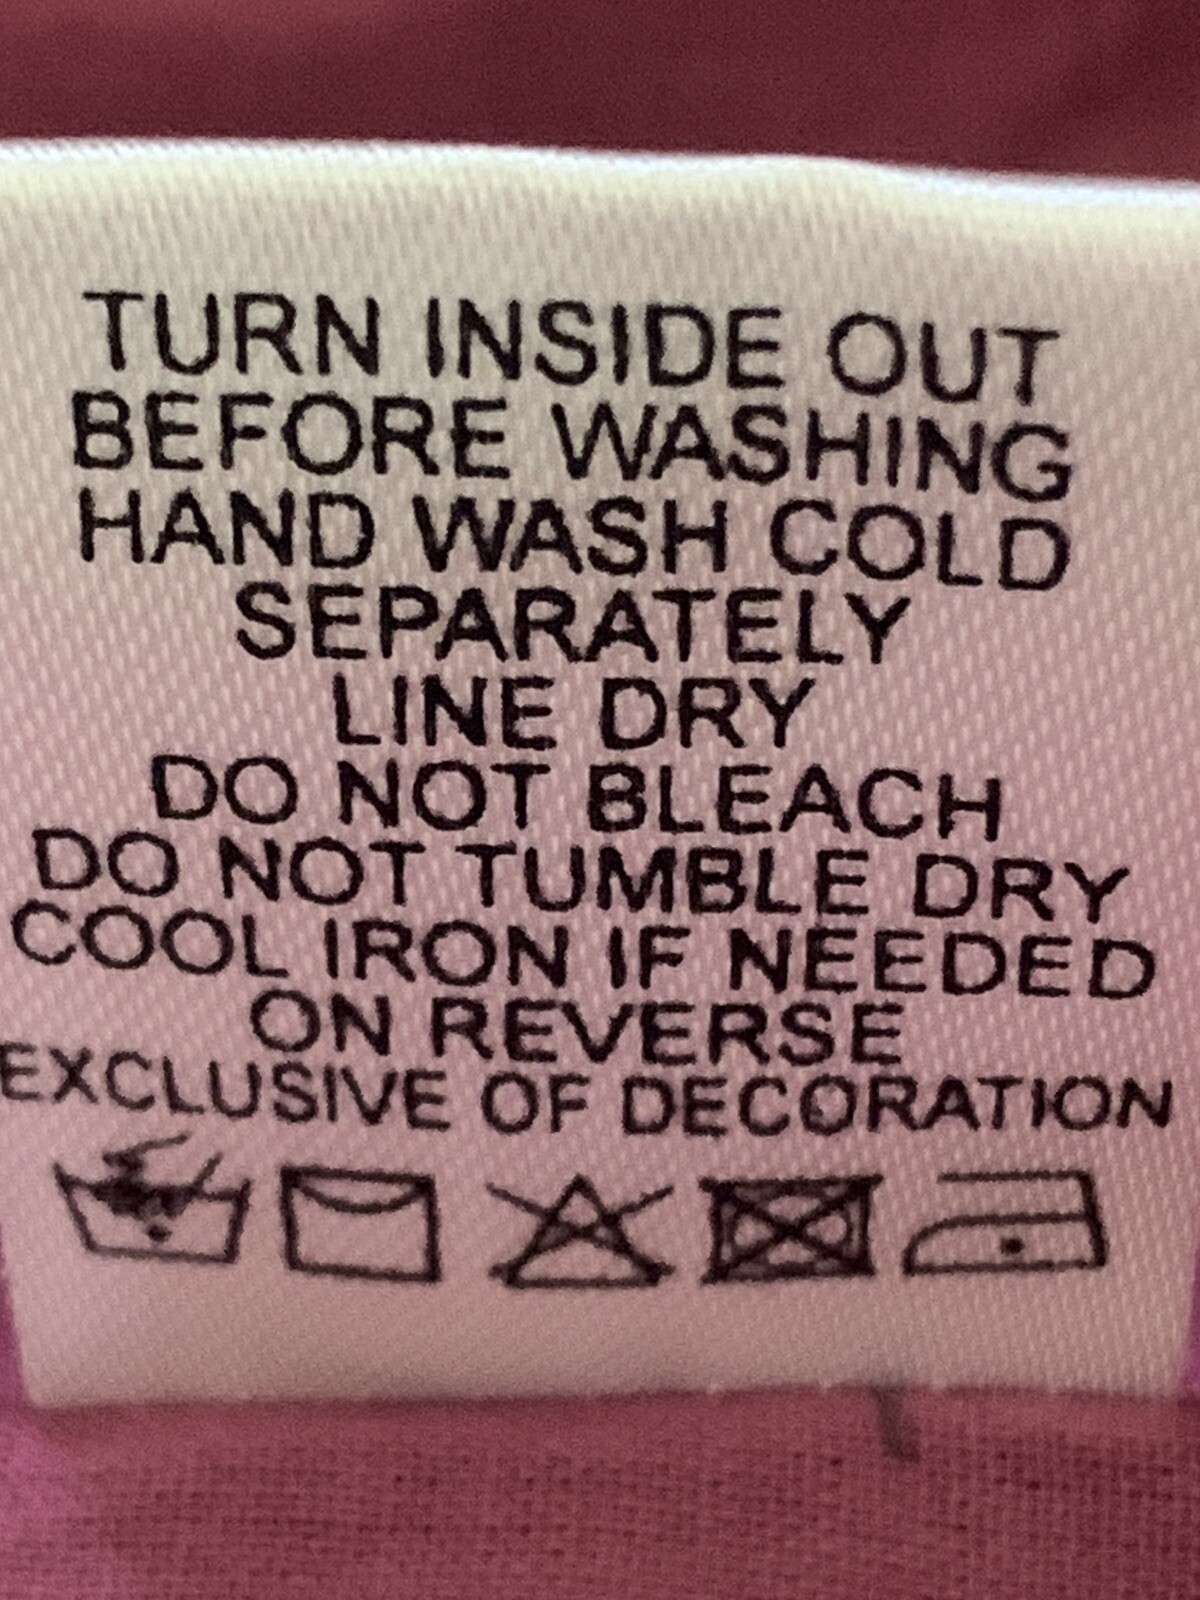 TURN INSIDE OUT
BEFORE WASHING
HAND WASH COLD
SEPARATELY
LINE DRY
DO NOT BLEACH
DO NOT TUMBLE DRY
COOL IRON IF NEEDED
ON REVERSE
EXCLUSIVE OF DECORATION